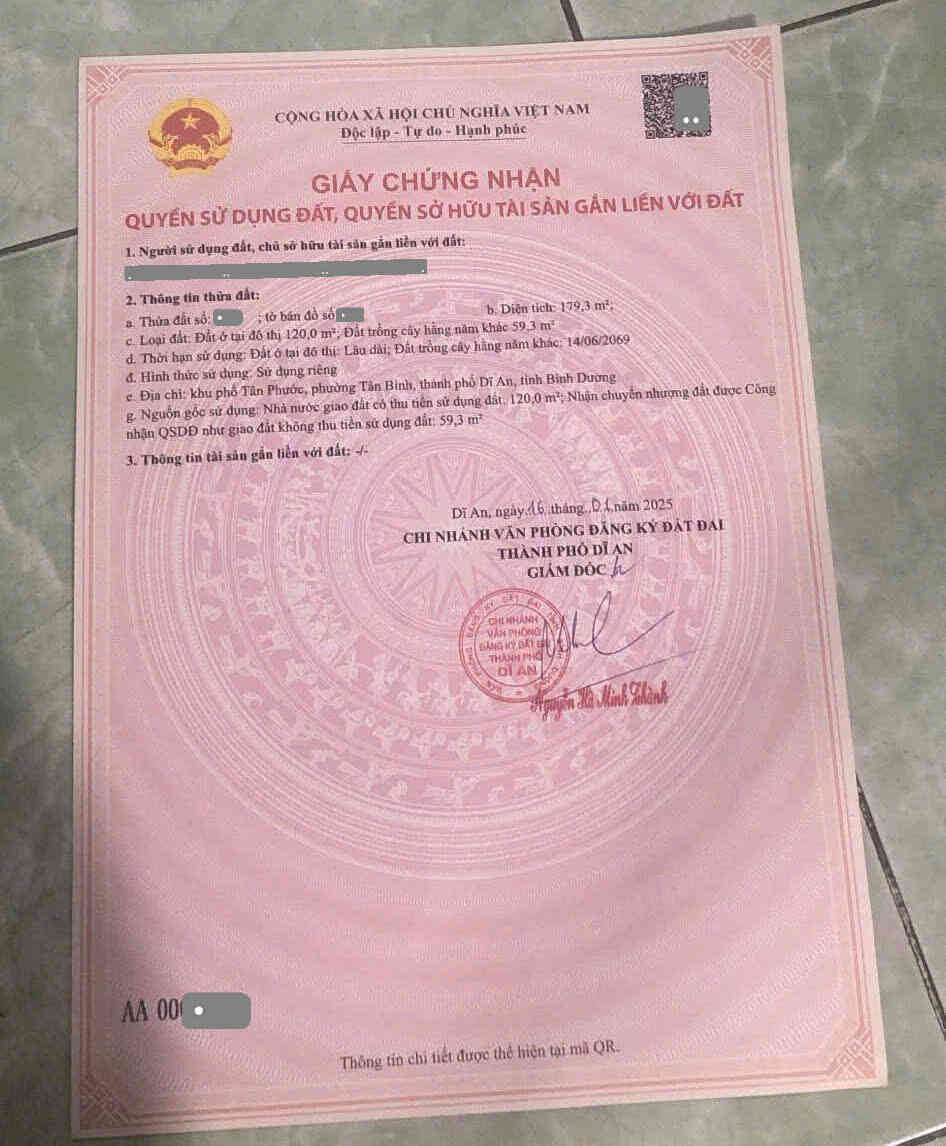 CỘNG HÒA XÃ HỘI CHỦ NGHĨA VIỆT NAM
Độc lập - Tự do - Hạnh phúc
GIẤY CHỨNG NHẬN
QUYỀN SỬ DỤNG ĐẤT, QUYỀN SỞ HỮU TÀI SẢN GẮN LIỀN VỚI ĐẤT
1. Người sử dụng đất, chủ sở hữu tài sản gắn liền với đất:
2. Thông tin thửa đất:
a. Thửa đất số: ; tờ bản đồ số b. Diện tích: 179,3 m²;
c. Loại đất: Đất ở tại đô thị 120,0 m²; Đất trồng cây hằng năm khác 59,3 m²
d. Thời hạn sử dụng: Đất ở tại đô thị: Lâu dài; Đất trồng cây hằng năm khác: 14/06/2069
đ. Hình thức sử dụng: Sử dụng riêng
e. Địa chỉ: khu phố Tân Phước, phường Tân Bình, thành phố Dĩ An, tỉnh Bình Dương
g. Nguồn gốc sử dụng: Nhà nước giao đất có thu tiền sử dụng đất: 120,0 m²; Nhận chuyển nhượng đất được Công
nhận QSDĐ như giao đất không thu tiền sử dụng đất: 59,3 m²
3. Thông tin tài sản gắn liền với đất: -/-
Dĩ An, ngày 16 tháng 01 năm 2025
CHI NHÁNH VĂN PHÒNG ĐĂNG KÝ ĐẤT ĐAI
THÀNH PHỐ DĨ AN
GIÁM ĐỐC
CHI NHÁNH
VĂN PHÒNG
ĐĂNG KÝ ĐẤT
THÀNH PHỐ
DĨ AN
Nguyễn Hà Minh Thành
AA 00
Thông tin chi tiết được thể hiện tại mã QR.